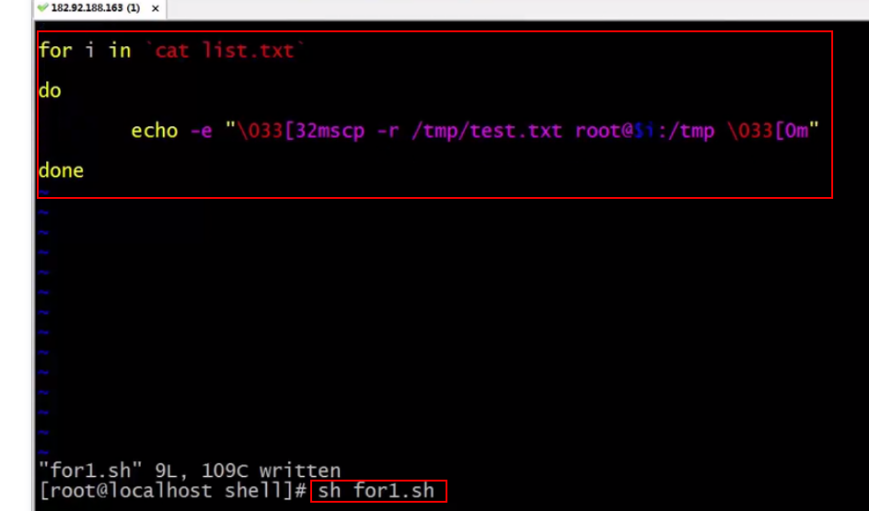 182.92.188.163 (1) ×
for i in `cat list.txt`
do
echo -e "\033[32mscp -r /tmp/test.txt root@$i:/tmp \033[0m"
done
~
~
~
~
~
~
~
~
~
~
~
~
~
~
"for1.sh" 9L, 109C written
[root@localhost shell]# sh for1.sh